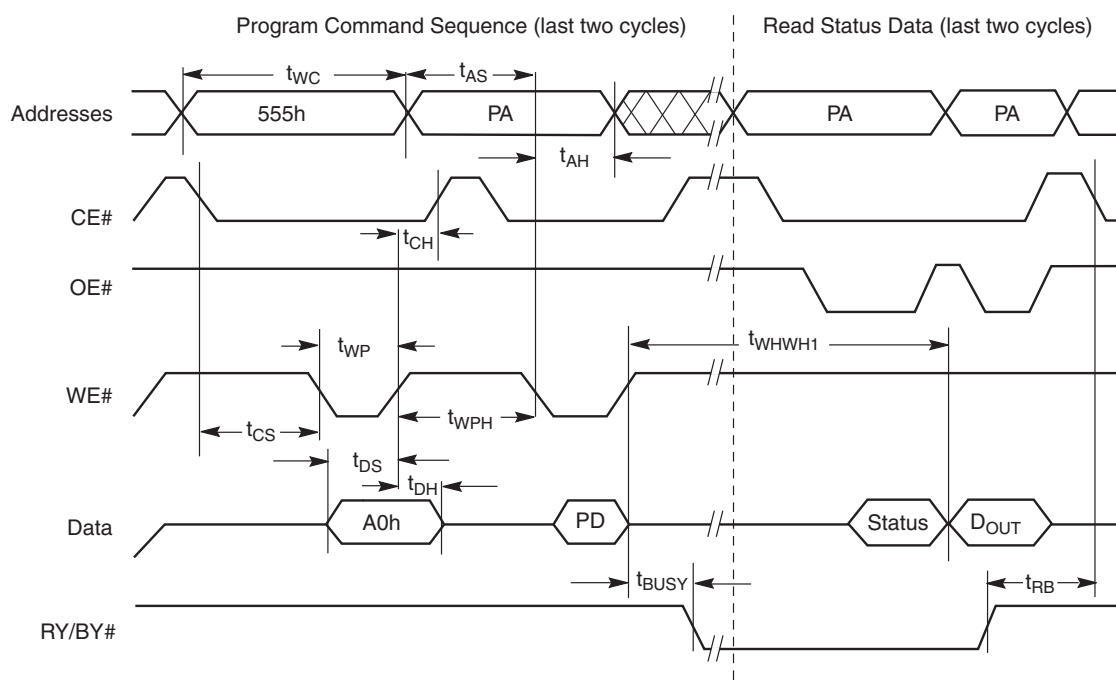 Program Command Sequence (last two cycles)
Read Status Data (last two cycles)
tWC
tAS
Addresses
555h
PA
PA
PA
tAH
CE#
tCH
OE#
tWP
tWHWH1
WE#
tCS
tWPH
tDS
tDH
Data
A0h
PD
Status
DOUT
tBUSY
tRB
RY/BY#